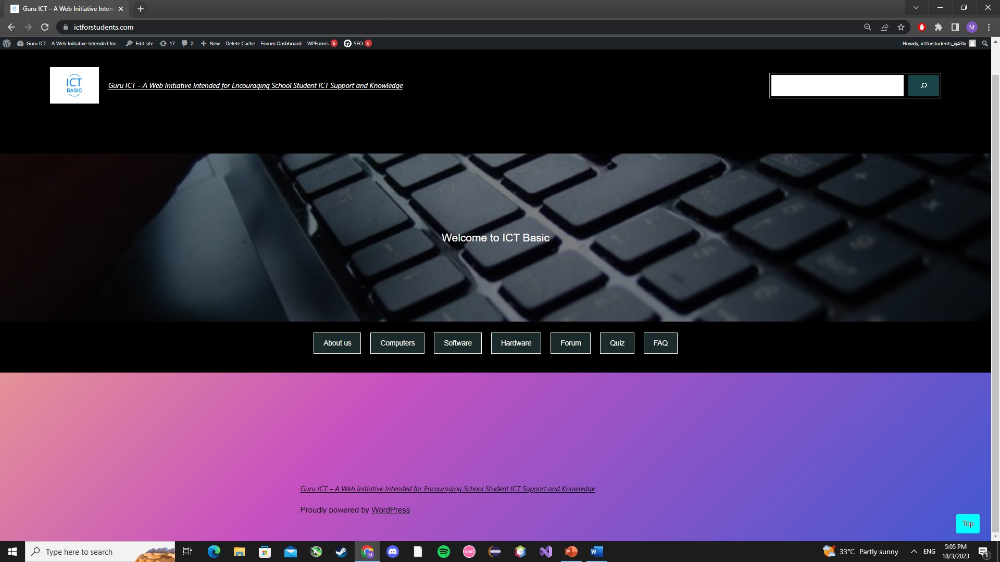 Guru ICT – A Web Initiative Inten
ictforstudents.com
M
Guru ICT – A Web Initiative Intended for...
Edit site
17
2
New
Delete Cache
Forum Dashboard
WPForms 6
SEO 6
Howdy, ictforstudents_xj43lv
ICT
BASIC
Guru ICT – A Web Initiative Intended for Encouraging School Student ICT Support and Knowledge
Welcome to ICT Basic
About us
Computers
Software
Hardware
Forum
Quiz
FAQ
Guru ICT – A Web Initiative Intended for Encouraging School Student ICT Support and Knowledge
Proudly powered by WordPress
Top
Type here to search
M
osu!
P
W
33°C Partly sunny
ENG
5:05 PM
18/3/2023
1